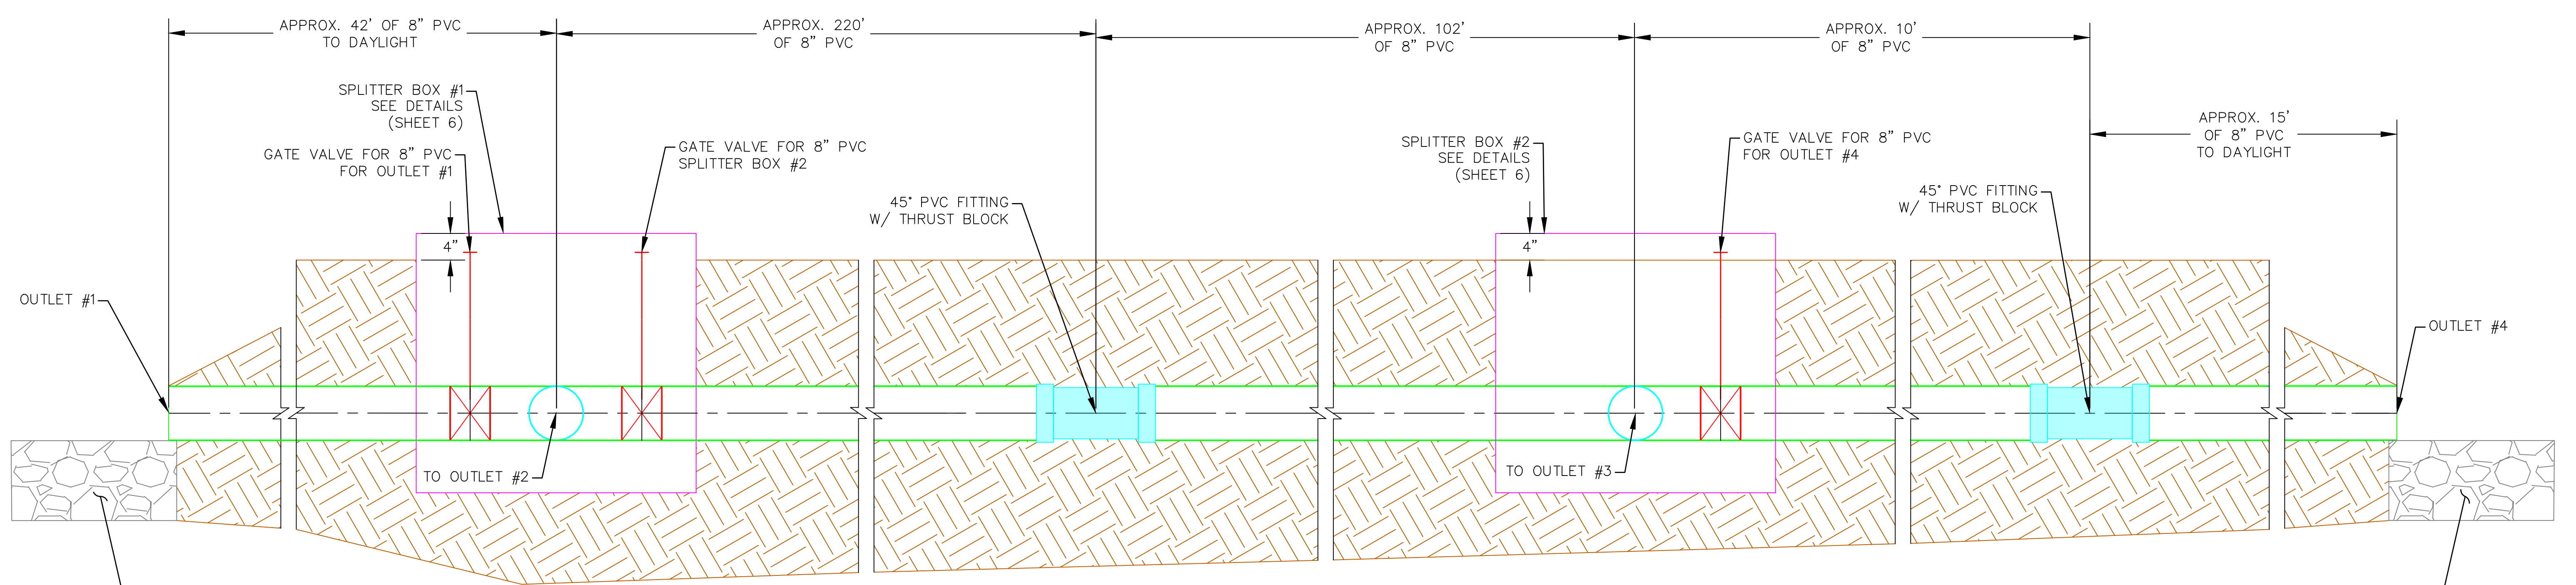 APPROX. 42' OF 8" PVC
TO DAYLIGHT
APPROX. 220'
OF 8" PVC
APPROX. 102'
OF 8" PVC
APPROX. 10'
OF 8" PVC
APPROX. 15'
OF 8" PVC
TO DAYLIGHT
SPLITTER BOX #1
SEE DETAILS
(SHEET 6)
GATE VALVE FOR 8" PVC
FOR OUTLET #1
GATE VALVE FOR 8" PVC
SPLITTER BOX #2
45° PVC FITTING
W/ THRUST BLOCK
SPLITTER BOX #2
SEE DETAILS
(SHEET 6)
GATE VALVE FOR 8" PVC
FOR OUTLET #4
45° PVC FITTING
W/ THRUST BLOCK
4"
4"
OUTLET #1
OUTLET #4
TO OUTLET #2
TO OUTLET #3